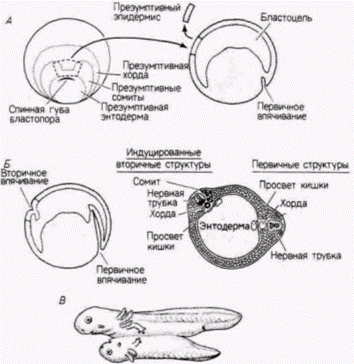 А
Презумптивный
эпидермис
Бластоцель
Презумптивная
хорда
Презумптивные
сомиты
Презумптивная
энтодерма
Спинная губа
бластопора
Первичное
впячивание
Б
Вторичное
впячивание
Первичное
впячивание
Индуцированные
вторичные структуры
Первичные структуры
Сомит
Нервная
трубка
Хорда
Просвет
кишки
Энтодерма
Просвет кишки
Хорда
Нервная трубка
В